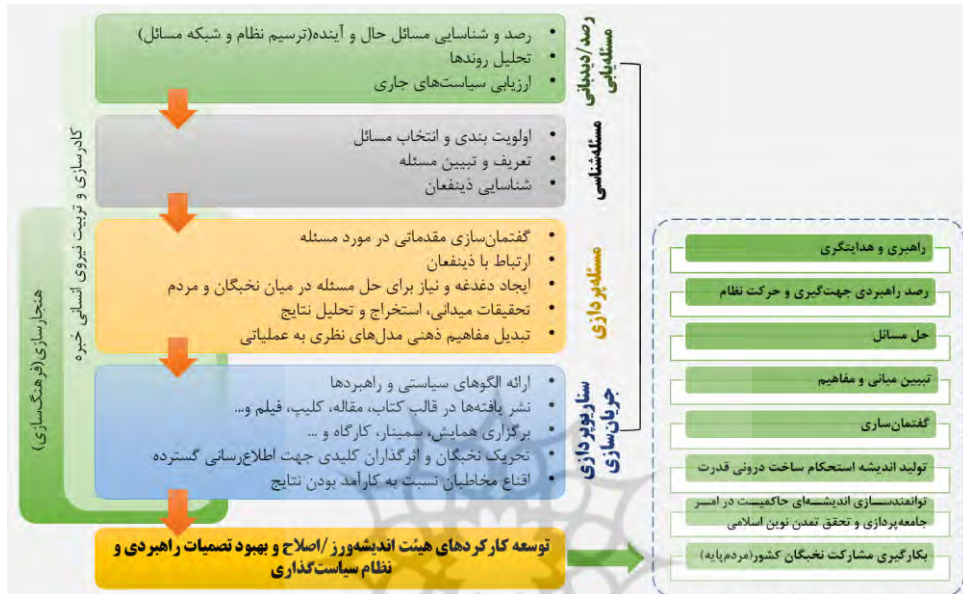 رصد و شناسایی مسائل حال و آینده(ترسیم نظام و شبکه مسائل)
تحلیل روندها
ارزیابی سیاست‌های جاری
رصد/دیدبانی
مسئله‌یابی
اولویت بندی و انتخاب مسائل
تعریف و تبیین مسئله
شناسایی ذینفعان
مسئله‌شناسی
گفتمان‌سازی مقدماتی در مورد مسئله
ارتباط با ذینفعان
ایجاد دغدغه و نیاز برای حل مسئله در میان نخبگان و مردم
تحقیقات میدانی، استخراج و تحلیل نتایج
تبدیل مفاهیم ذهنی مدل‌های نظری به عملیاتی
مسئله‌پردازی
ارائه الگوهای سیاستی و راهبردها
نشر یافته‌ها در قالب کتاب، مقاله، کلیپ، فیلم و...
برگزاری همایش، سمینار، کارگاه و ...
تحریک نخبگان و اثرگذاران کلیدی جهت اطلاع‌رسانی گسترده
اقناع مخاطبان نسبت به کارآمد بودن نتایج
سناریوپردازی
جریان‌سازی
توسعه کارکردهای هیئت اندیشه‌ورز /اصلاح و بهبود تصمیات راهبردی و
نظام سیاست‌گذاری
کادرسازی و تربیت نیروی انسانی خبره
هنجارسازی(فرهنگ‌سازی)
راهبری و هدایتگری
رصد راهبردی جهت‌گیری و حرکت نظام
حل مسائل
تبیین مبانی و مفاهیم
گفتمان‌سازی
تولید اندیشه استحکام ساخت درونی قدرت
توانمندسازی اندیشه‌ای حاکمیت در امر
جامعه‌پردازی و تحقق تمدن نوین اسلامی
بکارگیری مشارکت نخبگان کشور(مردم‌پایه)